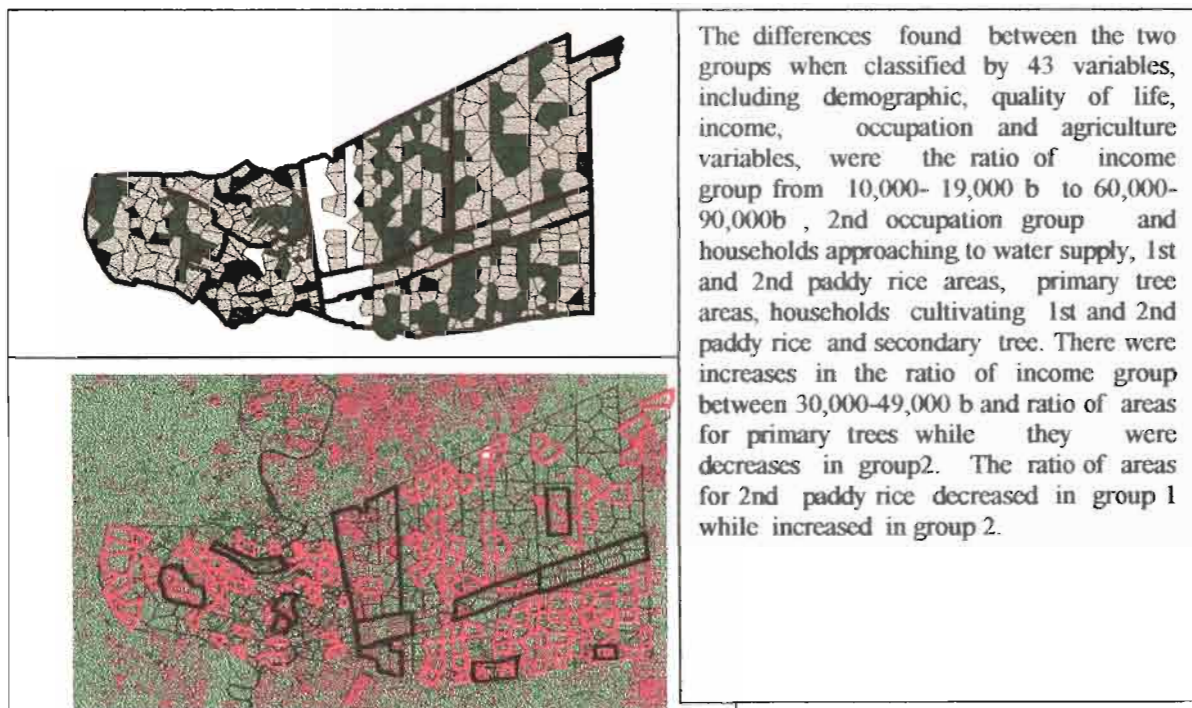 The differences found between the two
groups when classified by 43 variables,
including demographic, quality of life,
income, occupation and agriculture
variables, were the ratio of income
group from 10,000- 19,000 b to 60,000-
90,000b , 2nd occupation group and
households approaching to water supply, 1st
and 2nd paddy rice areas, primary tree
areas, households cultivating 1st and 2nd
paddy rice and secondary tree. There were
increases in the ratio of income group
between 30,000-49,000 b and ratio of areas
for primary trees while they were
decreases in group2. The ratio of areas
for 2nd paddy rice decreased in group 1
while increased in group 2.